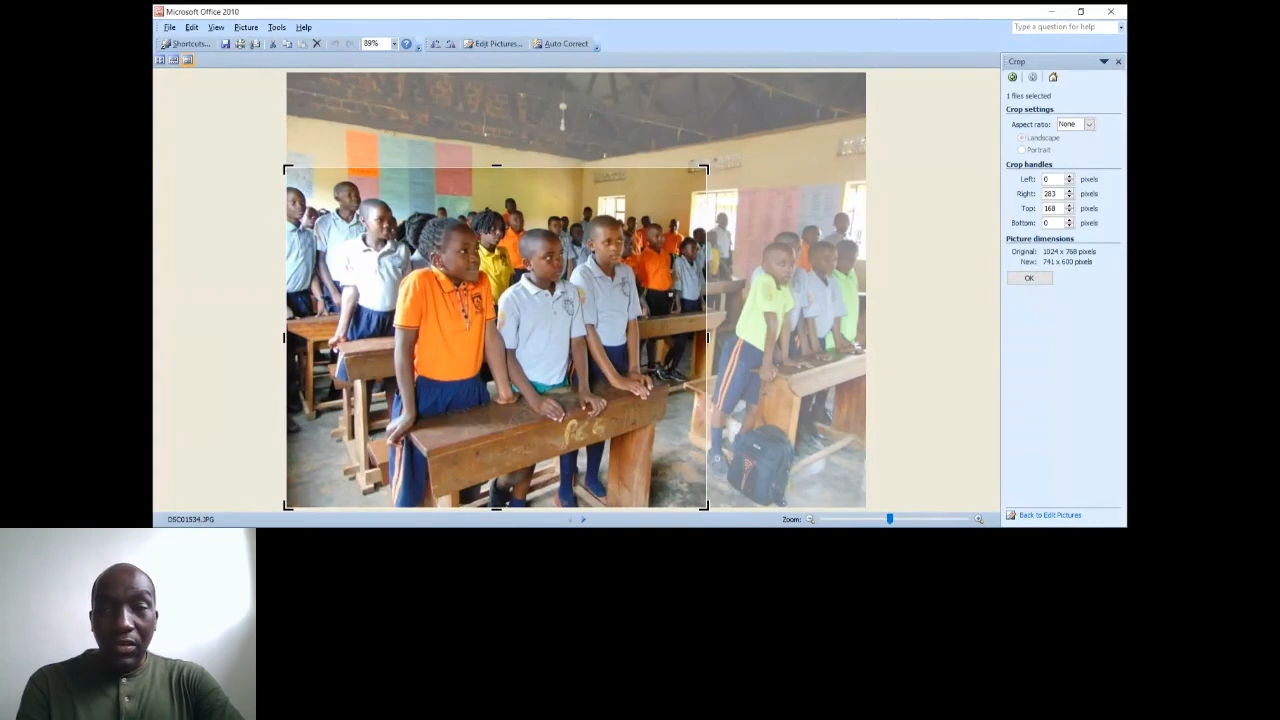 Microsoft Office 2010
File Edit View Picture Tools Help
Type a question for help
Shortcuts... 89% Edit Pictures... Auto Correct
Crop
1 files selected
Crop settings
Aspect ratio: None
Landscape
Portrait
Crop handles
Left: 0 pixels
Right: 283 pixels
Top: 168 pixels
Bottom: 0 pixels
Picture dimensions
Original: 1024 x 768 pixels
New: 741 x 600 pixels
OK
Back to Edit Pictures
DSC01534.JPG
Zoom: